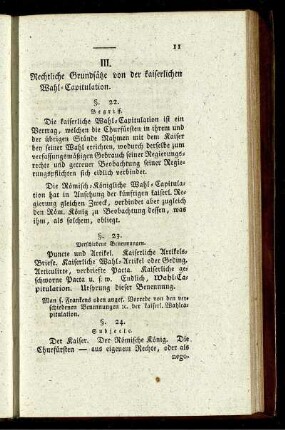 11
III.
Rechtliche Grundsätze von der kaiserlichen
Wahl-Capitulation.
§. 22.
Begriff.
Die kaiserliche Wahl-Capitulation ist ein
Vertrag, welchen die Churfürsten in ihrem und
der übrigen Stände Nahmen mit dem Kaiser
bey seiner Wahl errichten, wodurch derselbe zum
verfassungsmäßigen Gebrauch seiner Regierungs-
rechte und getreuer Beobachtung seiner Regie-
rungspflichten sich eidlich verbindet.
Die Römisch-Königliche Wahl-Capitula-
tion hat in Ansehung der künftigen kaiserl. Re-
gierung gleichen Zweck, verbindet aber zugleich
den Röm. König zu Beobachtung dessen, was
ihm, als solchem, obliegt.
§. 23.
Verschiedene Benennungen.
Puncte und Artikel. Kaiserliche Artikels-
Briefe. Kaiserliche Wahl-Artikel oder Geding.
Articulirte, verbriefte Pacta. Kaiserliche ge-
schworne Pacta u. s. w. Endlich, Wahl-Ca-
pitulation. Ursprung dieser Benennung.
Man s. Frankens oben angef. Vorrede von den ver-
schiedenen Benennungen ꝛc. der kaiserl. Wahlca-
pitulation.
§. 24.
Subjecte.
Der Kaiser. Der Römische König. Die
Churfürsten — aus eigenem Rechte, oder als
nego-